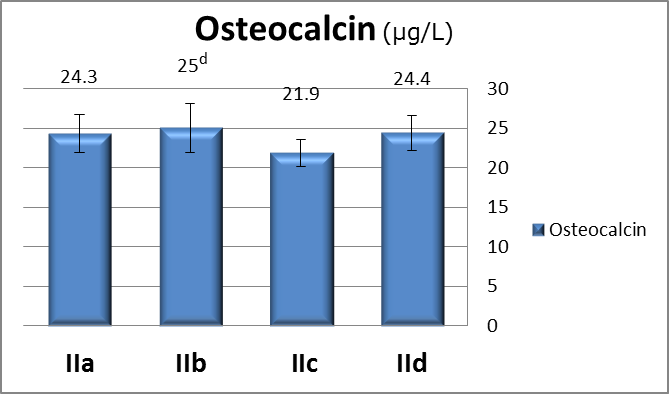 Osteocalcin (µg/L)
24.3
25ᵈ
21.9
24.4
30
25
20
15
10
5
0
Osteocalcin
IIa
IIb
IIc
IId